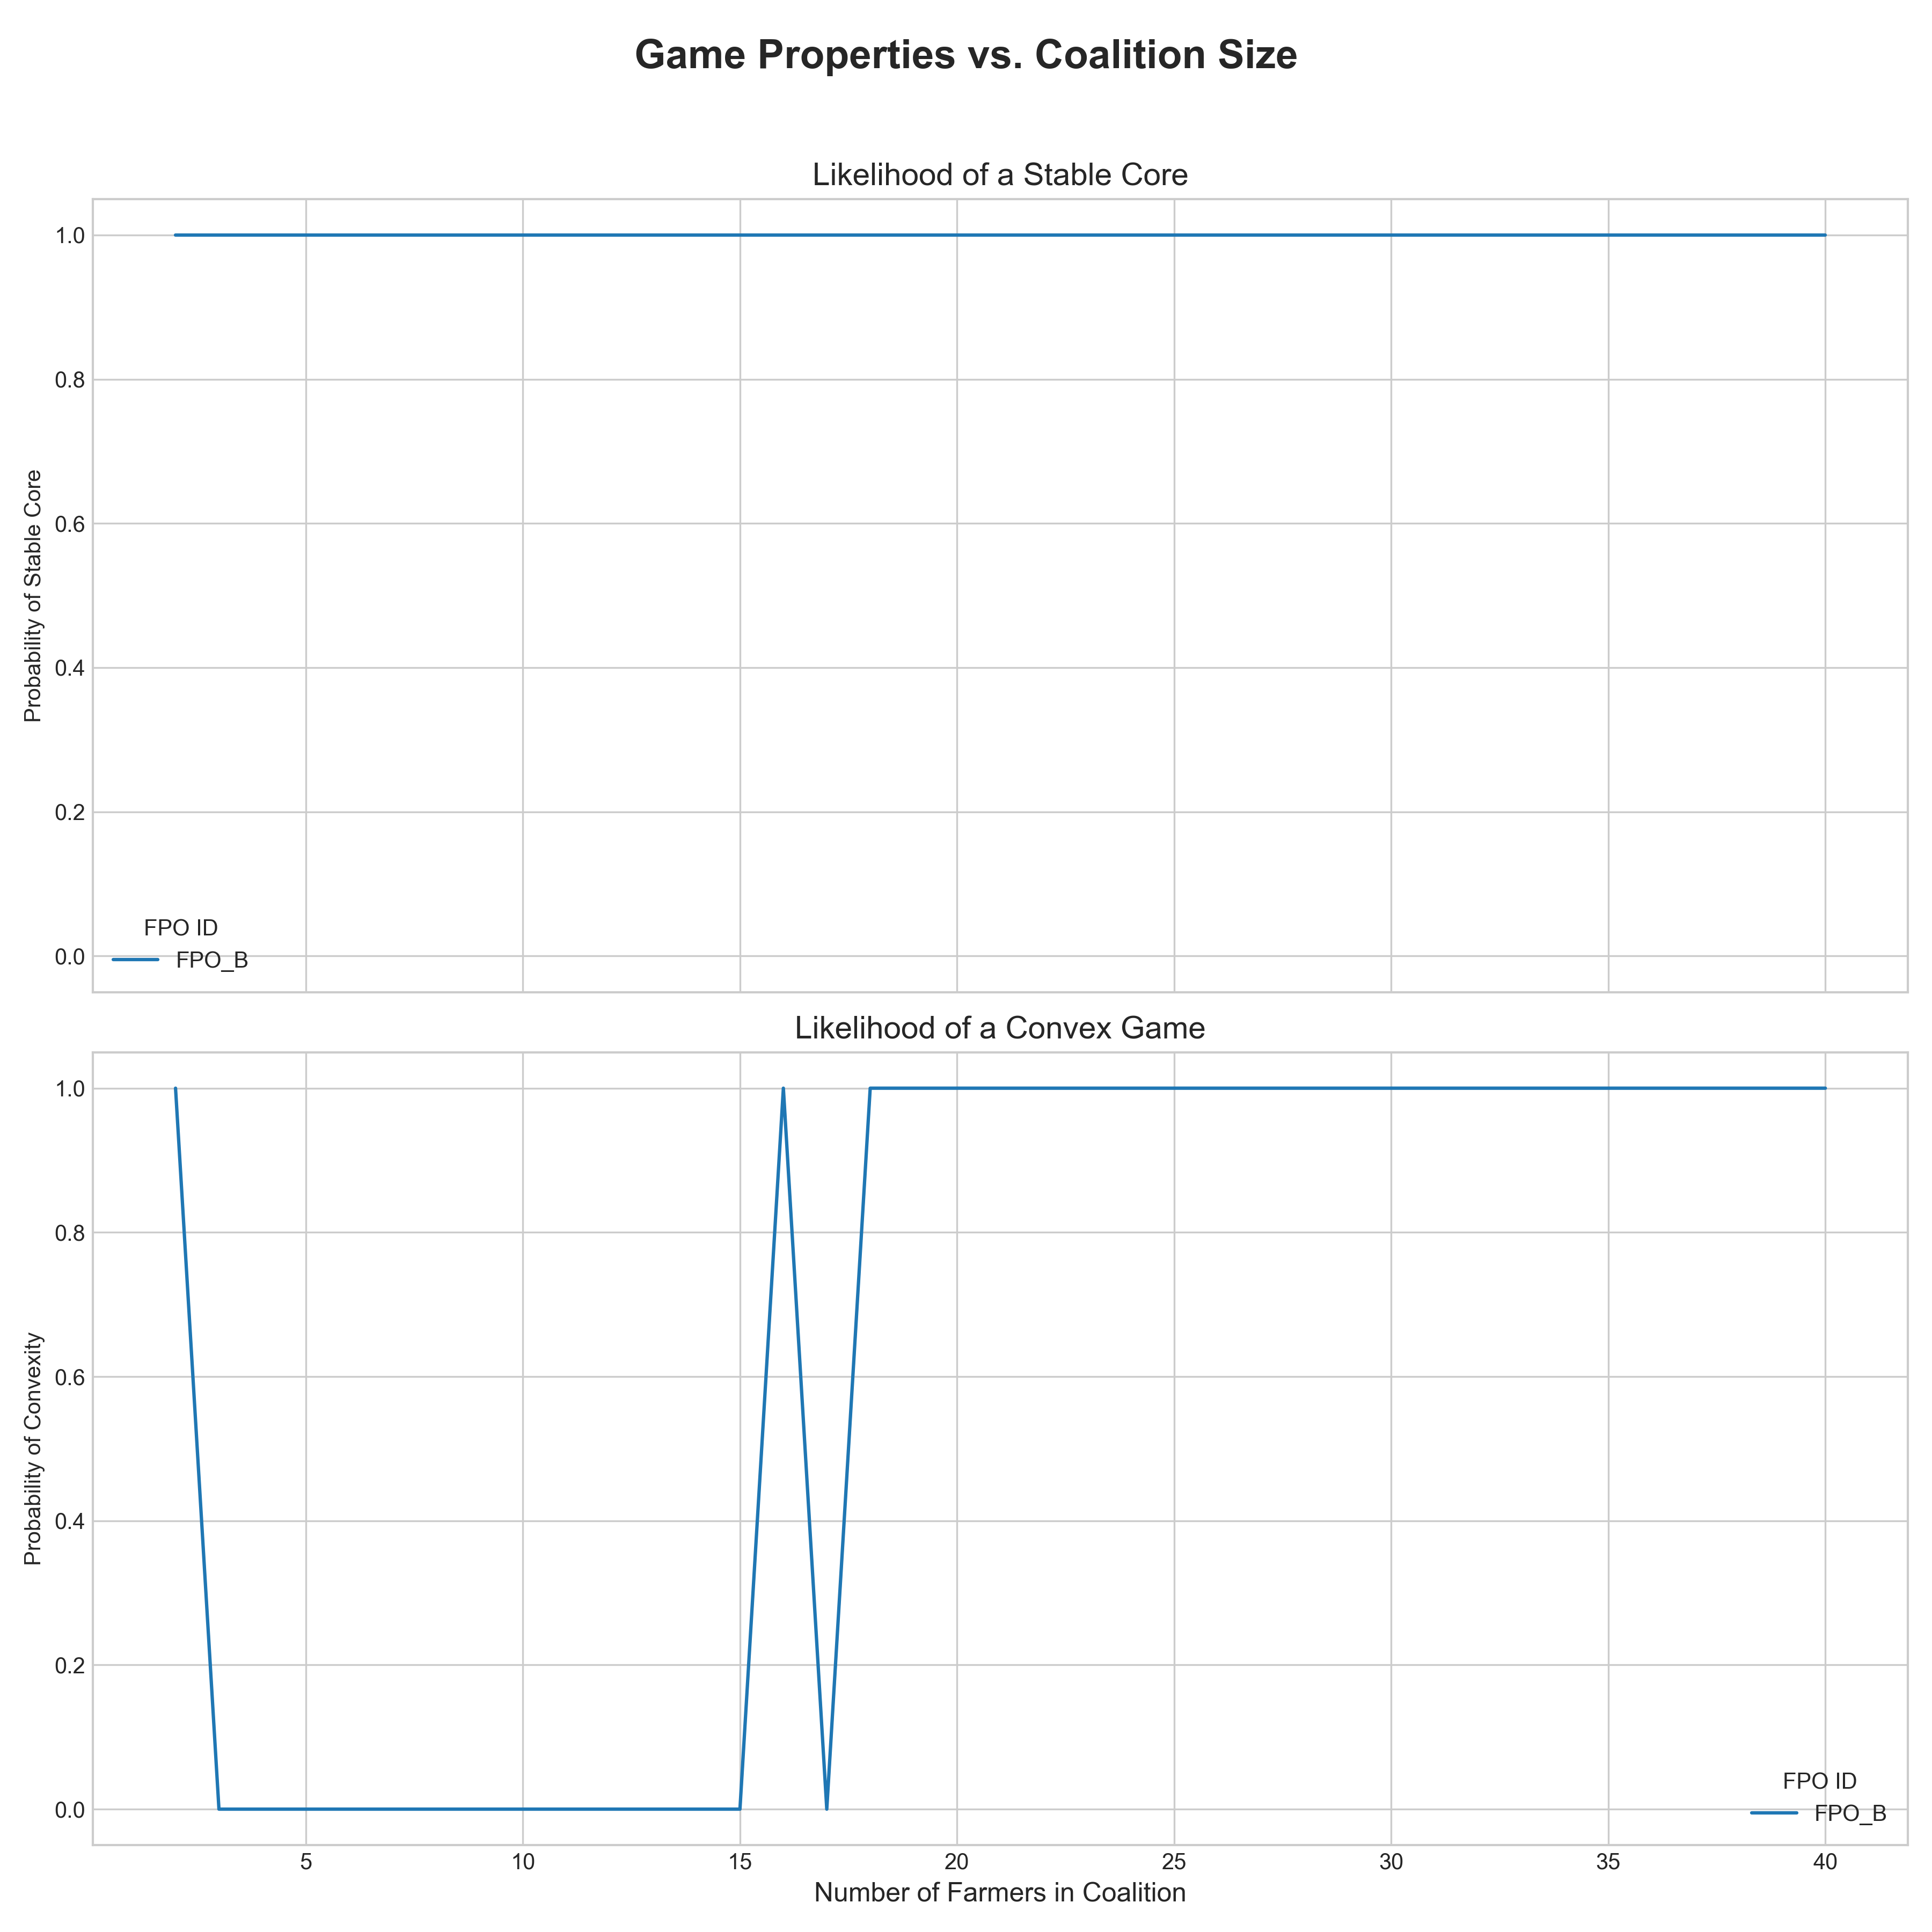 Game Properties vs. Coalition Size
Likelihood of a Stable Core
Probability of Stable Core
1.0
0.8
0.6
0.4
0.2
0.0
FPO ID
FPO_B
Likelihood of a Convex Game
Probability of Convexity
1.0
0.8
0.6
0.4
0.2
0.0
FPO ID
FPO_B
5 10 15 20 25 30 35 40
Number of Farmers in Coalition